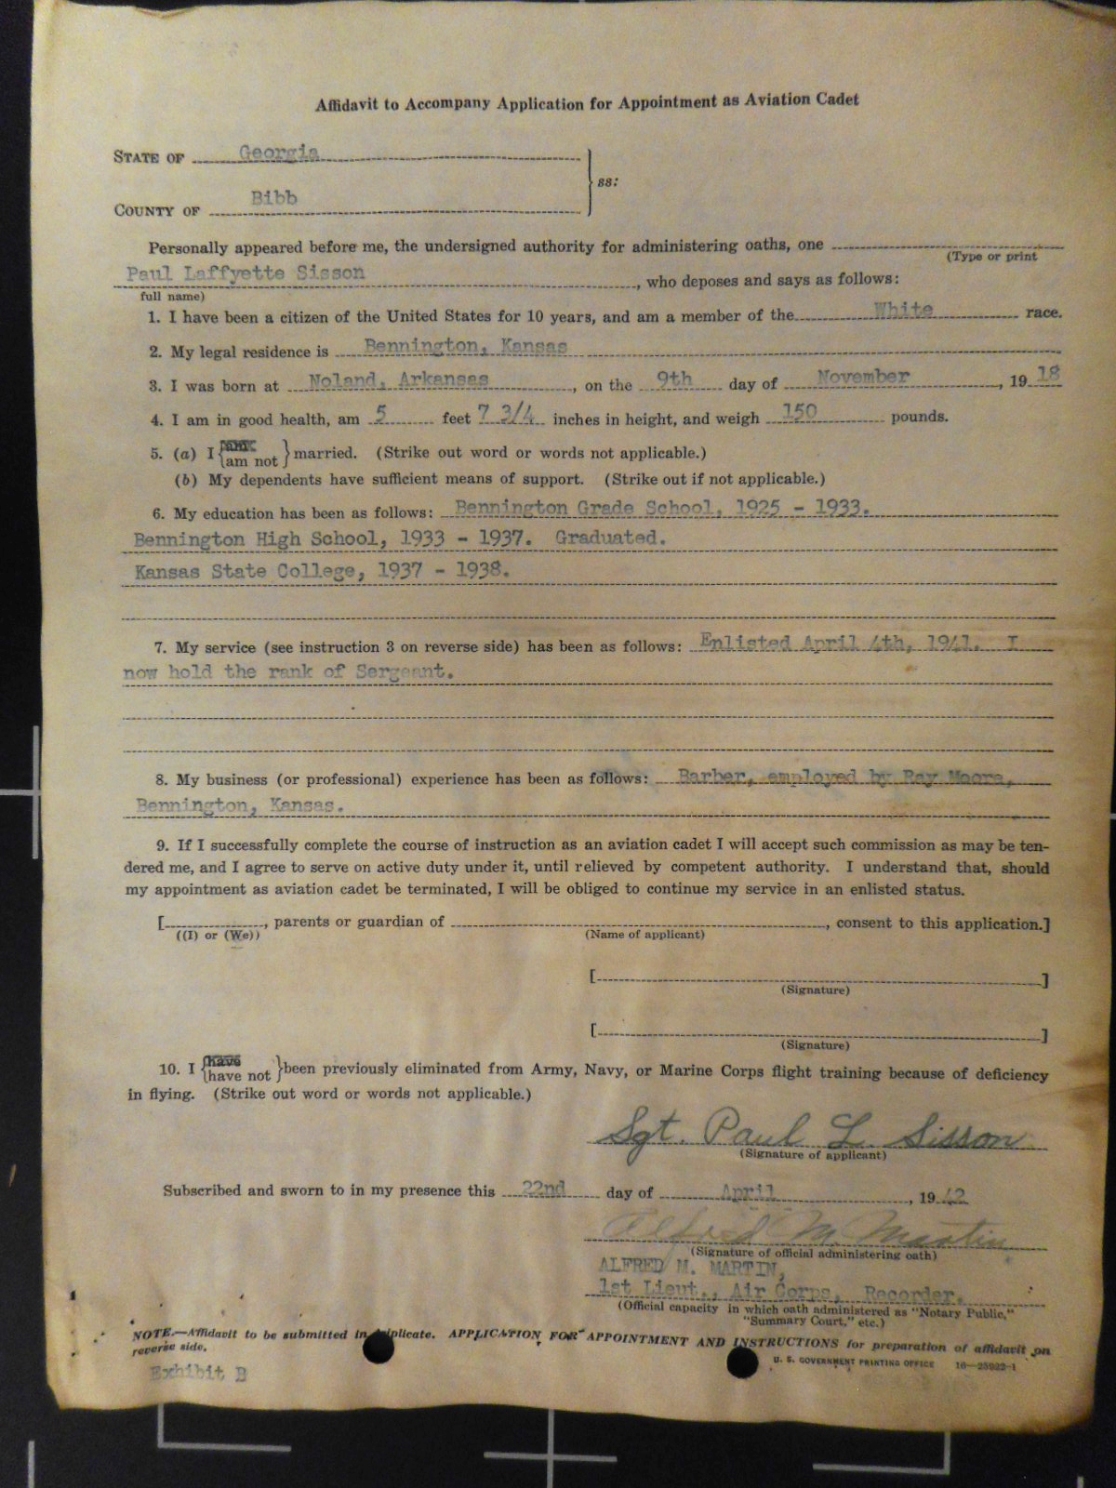 Affidavit to Accompany Application for Appointment as Aviation Cadet
STATE OF Georgia
ss:
COUNTY OF Bibb
Personally appeared before me, the undersigned authority for administering oaths, one
(Type or print
Paul Laffyette Sisson, who deposes and says as follows:
full name)
1. I have been a citizen of the United States for 10 years, and am a member of the White race.
2. My legal residence is Bennington, Kansas
3. I was born at Noland, Arkansas, on the 9th day of November, 1918
4. I am in good health, am 5 feet 7 3/4 inches in height, and weigh 150 pounds.
5. (a) I {am not} married. (Strike out word or words not applicable.)
(b) My dependents have sufficient means of support. (Strike out if not applicable.)
6. My education has been as follows: Bennington Grade School, 1925 - 1933.
Bennington High School, 1933 - 1937. Graduated.
Kansas State College, 1937 - 1938.
7. My service (see instruction 3 on reverse side) has been as follows: Enlisted April 4th, 1941. I
now hold the rank of Sergeant.
8. My business (or professional) experience has been as follows: Barber, employed by Ray Moore,
Bennington, Kansas.
9. If I successfully complete the course of instruction as an aviation cadet I will accept such commission as may be ten-
dered me, and I agree to serve on active duty under it, until relieved by competent authority. I understand that, should
my appointment as aviation cadet be terminated, I will be obliged to continue my service in an enlisted status.
[, parents or guardian of , consent to this application.]
((I) or (We)) (Name of applicant)
[ ]
(Signature)
[ ]
(Signature)
10. I {have have not} been previously eliminated from Army, Navy, or Marine Corps flight training because of deficiency
in flying. (Strike out word or words not applicable.)
Sgt. Paul L. Sisson
(Signature of applicant)
Subscribed and sworn to in my presence this 22nd day of April, 1942
Alfred M. Martin
(Signature of official administering oath)
ALFRED M. MARTIN,
1st Lieut., Air Corps, Recorder.
(Official capacity in which oath administered as "Notary Public,"
"Summary Court," etc.)
NOTE.—Affidavit to be submitted in triplicate. APPLICATION FOR APPOINTMENT AND INSTRUCTIONS for preparation of affidavit on
reverse side.
U. S. GOVERNMENT PRINTING OFFICE 16—25922-1
Exhibit B